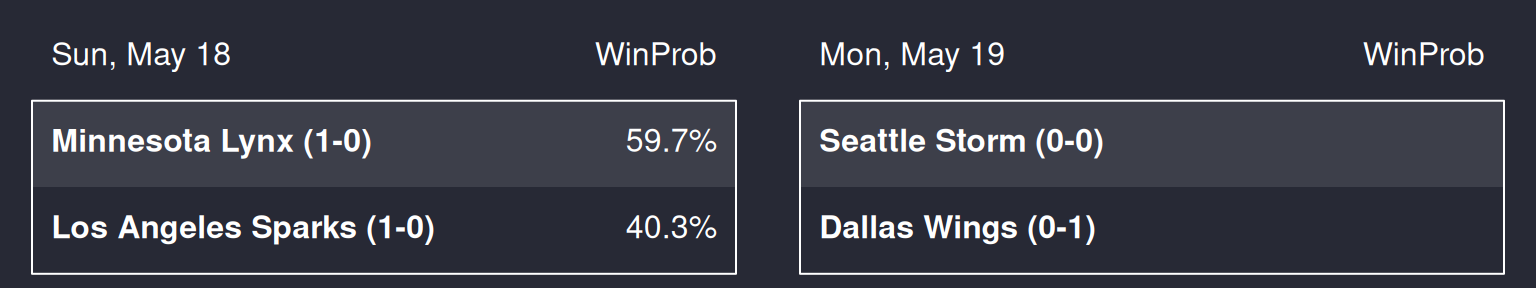 Sun, May 18 WinProb
Minnesota Lynx (1-0) 59.7%
Los Angeles Sparks (1-0) 40.3%
Mon, May 19 WinProb
Seattle Storm (0-0)
Dallas Wings (0-1)